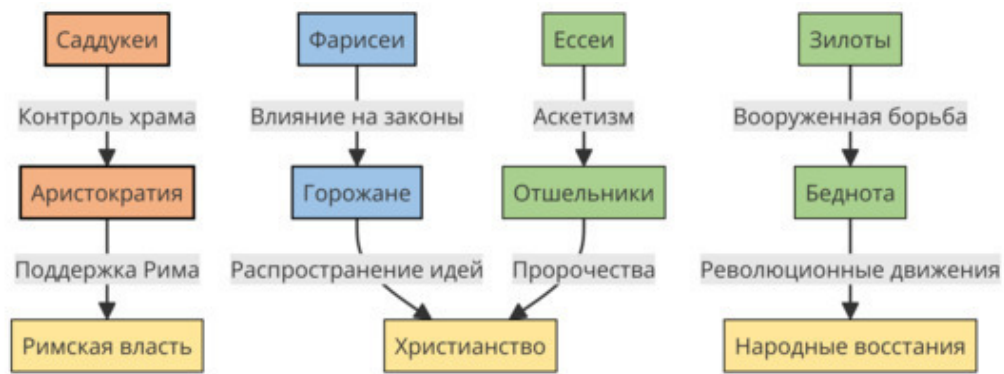 Саддукеи
Фарисеи
Ессеи
Зилоты
Контроль храма
Влияние на законы
Аскетизм
Вооруженная борьба
Аристократия
Горожане
Отшельники
Беднота
Поддержка Рима
Распространение идей
Пророчества
Революционные движения
Римская власть
Христианство
Народные восстания